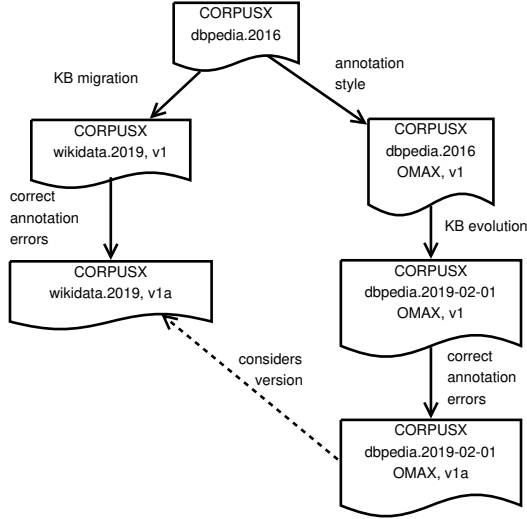 CORPUSX
dbpedia.2016
KB migration
annotation
style
CORPUSX
wikidata.2019, v1
CORPUSX
dbpedia.2016
OMAX, v1
correct
annotation
errors
KB evolution
CORPUSX
wikidata.2019, v1a
CORPUSX
dbpedia.2019-02-01
OMAX, v1
considers
version
correct
annotation
errors
CORPUSX
dbpedia.2019-02-01
OMAX, v1a